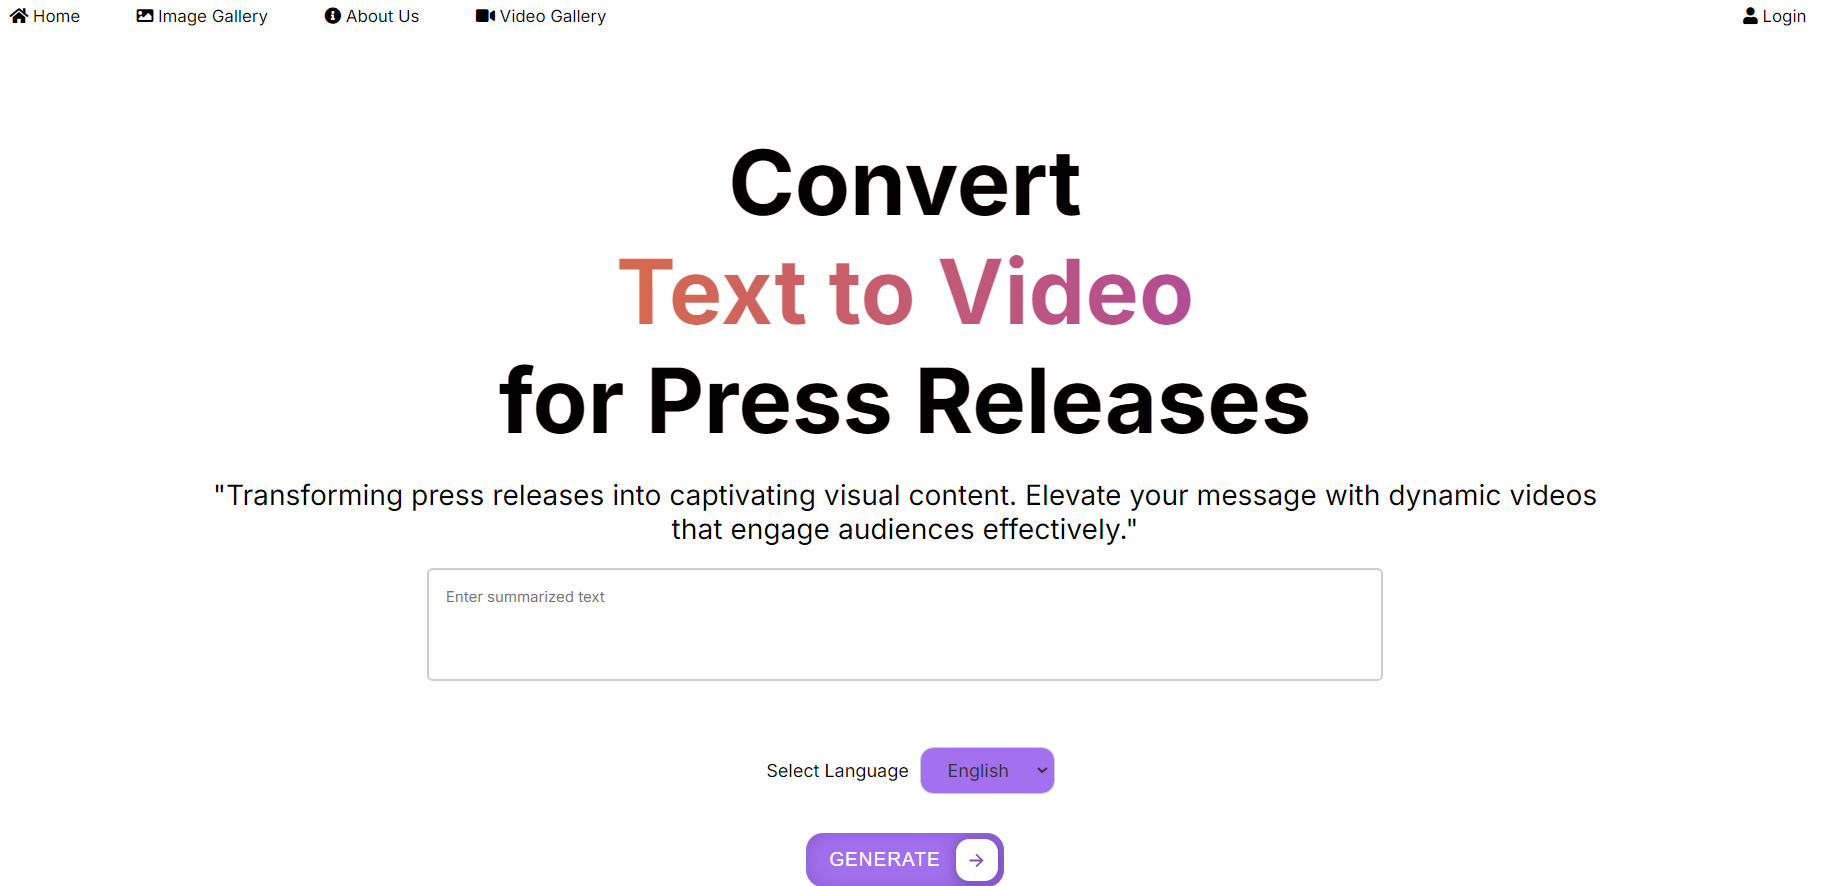 Home Image Gallery About Us Video Gallery Login
Convert
Text to Video
for Press Releases
"Transforming press releases into captivating visual content. Elevate your message with dynamic videos
that engage audiences effectively."
Enter summarized text
Select Language English
GENERATE